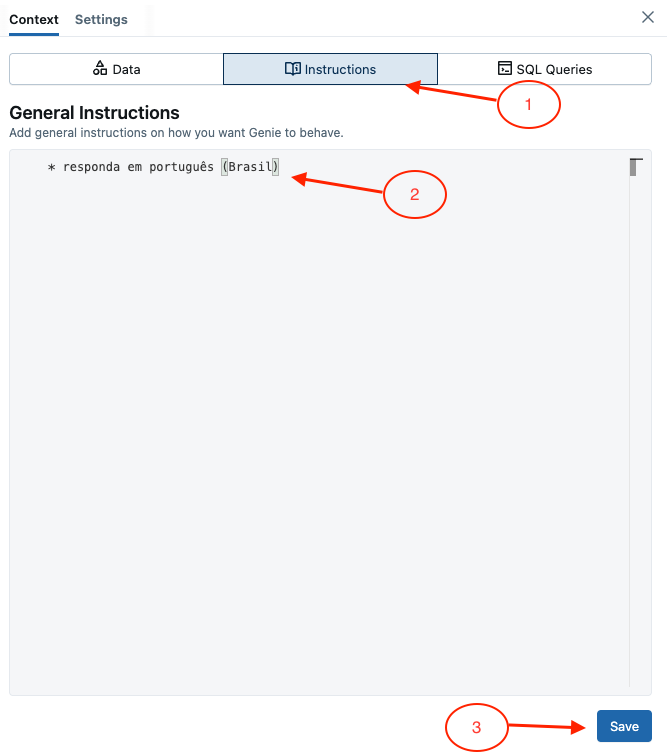 Context Settings
Data Instructions SQL Queries
1
General Instructions
Add general instructions on how you want Genie to behave.
* responda em português (Brasil)
2
3 Save